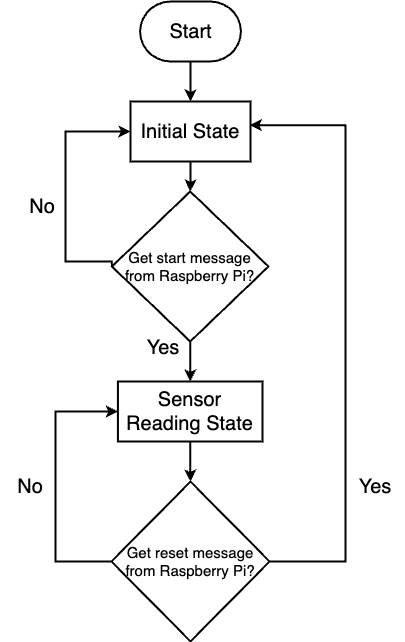 Start
Initial State
No
Get start message
from Raspberry Pi?
Yes
Sensor
Reading State
No
Yes
Get reset message
from Raspberry Pi?